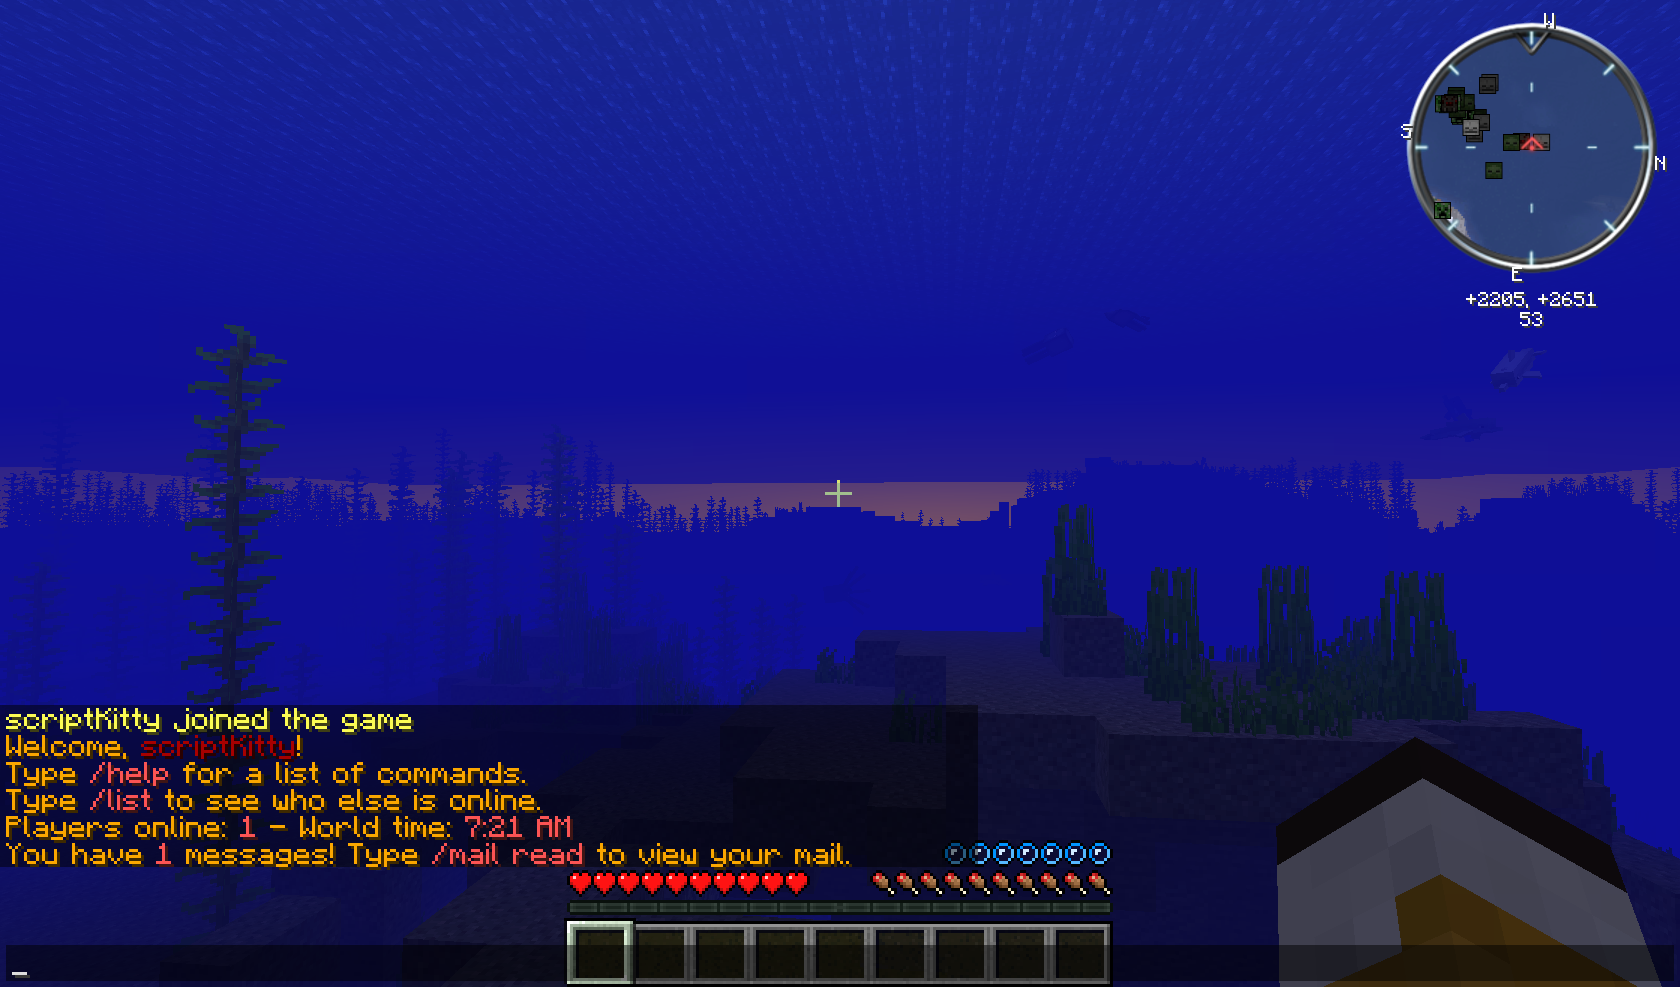 W
S
N
E
+2205, +2651
53
scriptKitty joined the game
Welcome, scriptKitty!
Type /help for a list of commands.
Type /list to see who else is online.
Players online: 1 - World time: 7:21 AM
You have 1 messages! Type /mail read to view your mail.
_